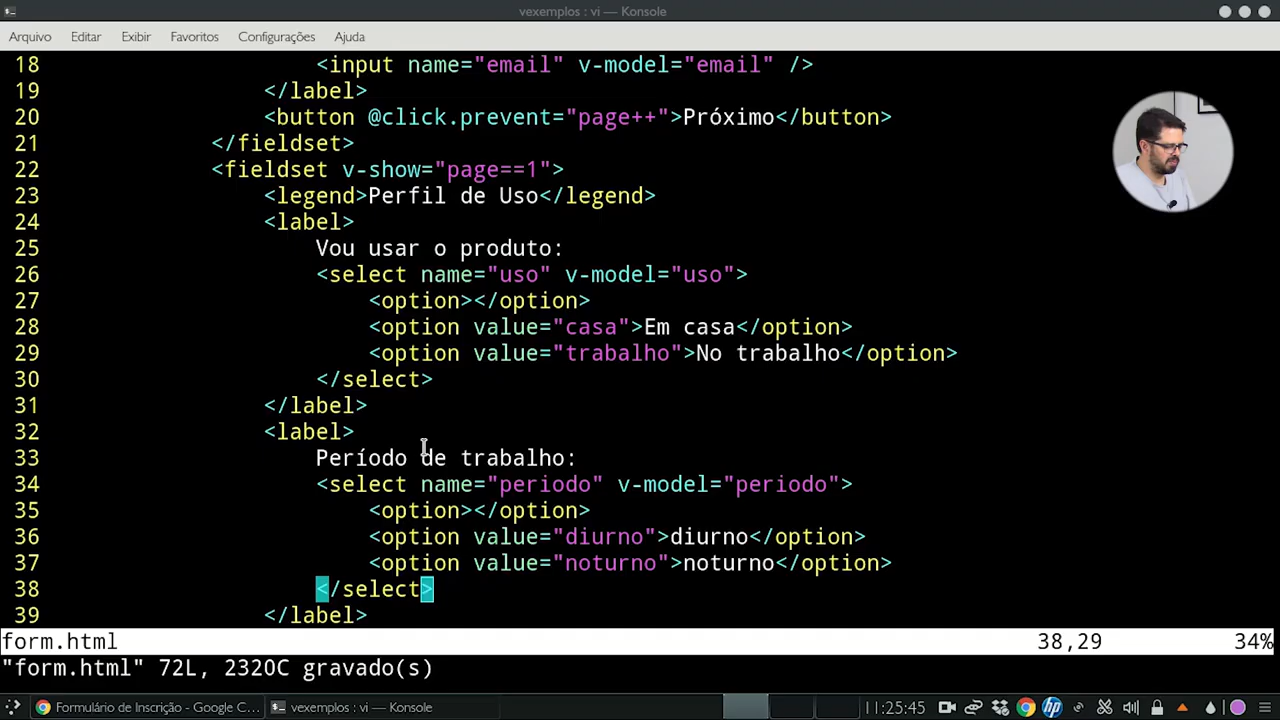 vexemplos : vi — Konsole
Arquivo Editar Exibir Favoritos Configurações Ajuda
18 <input name="email" v-model="email" />
19 </label>
20 <button @click.prevent="page++">Próximo</button>
21 </fieldset>
22 <fieldset v-show="page==1">
23 <legend>Perfil de Uso</legend>
24 <label>
25 Vou usar o produto:
26 <select name="uso" v-model="uso">
27 <option></option>
28 <option value="casa">Em casa</option>
29 <option value="trabalho">No trabalho</option>
30 </select>
31 </label>
32 <label>
33 Período de trabalho:
34 <select name="periodo" v-model="periodo">
35 <option></option>
36 <option value="diurno">diurno</option>
37 <option value="noturno">noturno</option>
38 </select>
39 </label>
form.html 38,29 34%
"form.html" 72L, 2320C gravado(s)
Formulário de Inscrição - Google C... vexemplos : vi — Konsole 11:25:45 hp